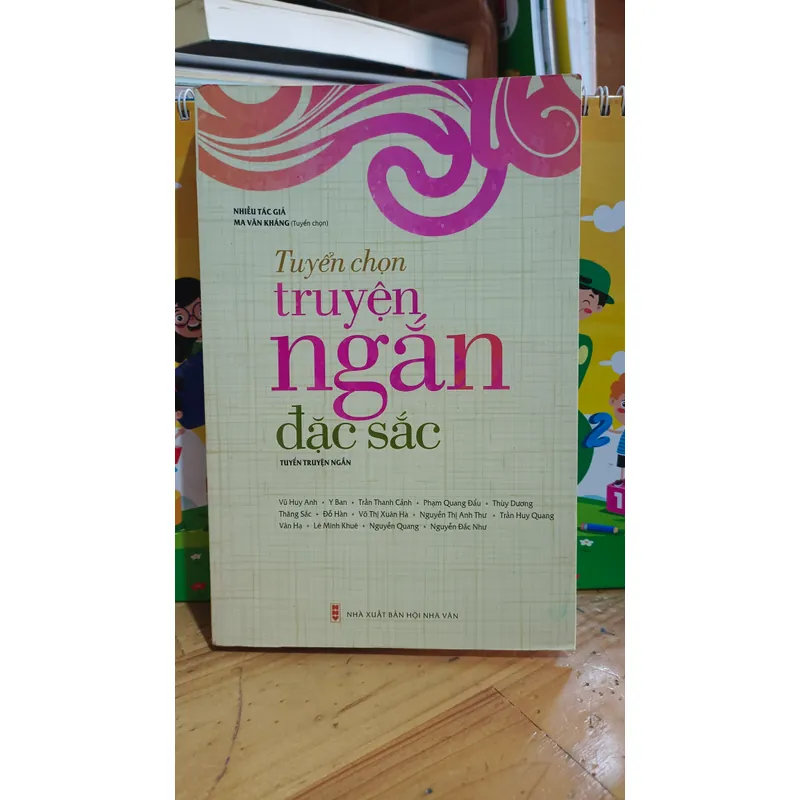 NHIỀU TÁC GIẢ
MA VĂN KHÁNG (Tuyển chọn)
Tuyển chọn
truyện
ngắn
đặc sắc
TUYỂN TRUYỆN NGẮN
Vũ Huy Anh • Y Ban • Trần Thanh Cảnh • Phạm Quang Đẩu • Thùy Dương
Thăng Sắc • Đỗ Hàn • Võ Thị Xuân Hà • Nguyễn Thị Anh Thư • Trần Huy Quang
Vân Hạ • Lê Minh Khuê • Nguyễn Quang • Nguyễn Đắc Như
NHÀ XUẤT BẢN HỘI NHÀ VĂN
2
1